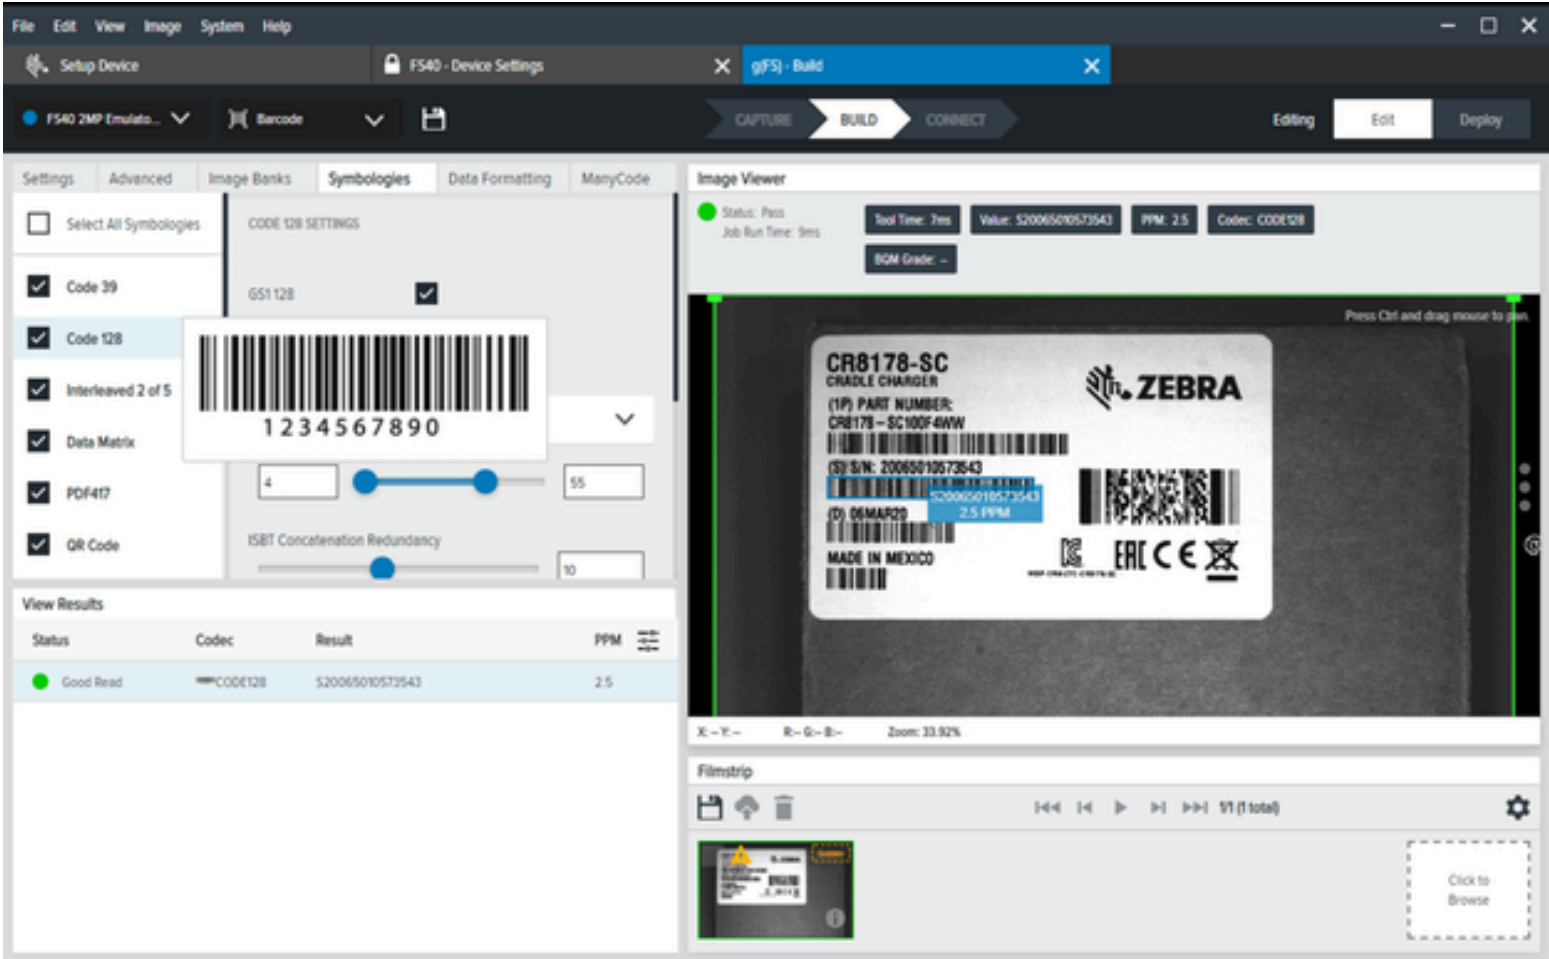 File Edit View Image System Help
Setup Device
FS40 - Device Settings
g(FS) - Build
FS40 2MP Emulato...
Barcode
CAPTURE
BUILD
CONNECT
Editing
Edit
Deploy
Settings Advanced Image Banks Symbologies Data Formatting ManyCode
Select All Symbologies
Code 39
Code 128
Interleaved 2 of 5
Data Matrix
PDF417
QR Code
CODE 128 SETTINGS
GS1 128
1234567890
4
55
ISBT Concatenation Redundancy
10
View Results
Status Codec Result PPM
Good Read CODE128 S20065010573543 2.5
Image Viewer
Status: Pass
Job Run Time: 9ms
Tool Time: 7ms
Value: S20065010573543
PPM: 2.5
Codec: CODE128
BQM Grade: --
Press Ctrl and drag mouse to pan.
CR8178-SC
CRADLE CHARGER
(1P) PART NUMBER:
CR8178-SC100F4WW
(S) S/N: 20065010573543
S20065010573543
2.5 PPM
(D) 06MAR20
MADE IN MEXICO
ZEBRA
EAC CE
X: -- Y: -- R:-- G:-- B:-- Zoom: 33.92%
Filmstrip
1/1 (1 total)
Click to
Browse